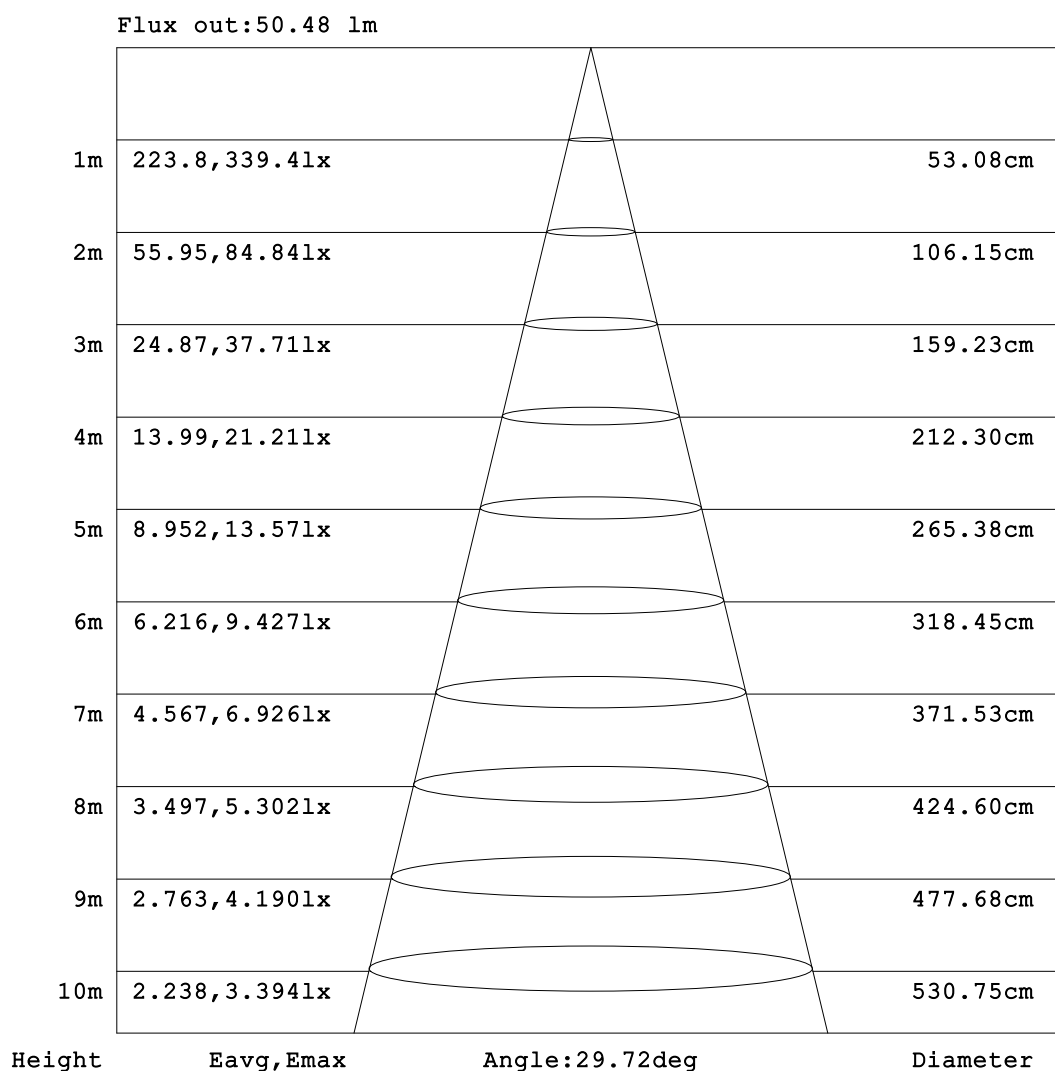 Flux out:50.48 lm
1m 223.8,339.4lx 53.08cm
2m 55.95,84.84lx 106.15cm
3m 24.87,37.71lx 159.23cm
4m 13.99,21.21lx 212.30cm
5m 8.952,13.57lx 265.38cm
6m 6.216,9.427lx 318.45cm
7m 4.567,6.926lx 371.53cm
8m 3.497,5.302lx 424.60cm
9m 2.763,4.190lx 477.68cm
10m 2.238,3.394lx 530.75cm
Height Eavg,Emax Angle:29.72deg Diameter